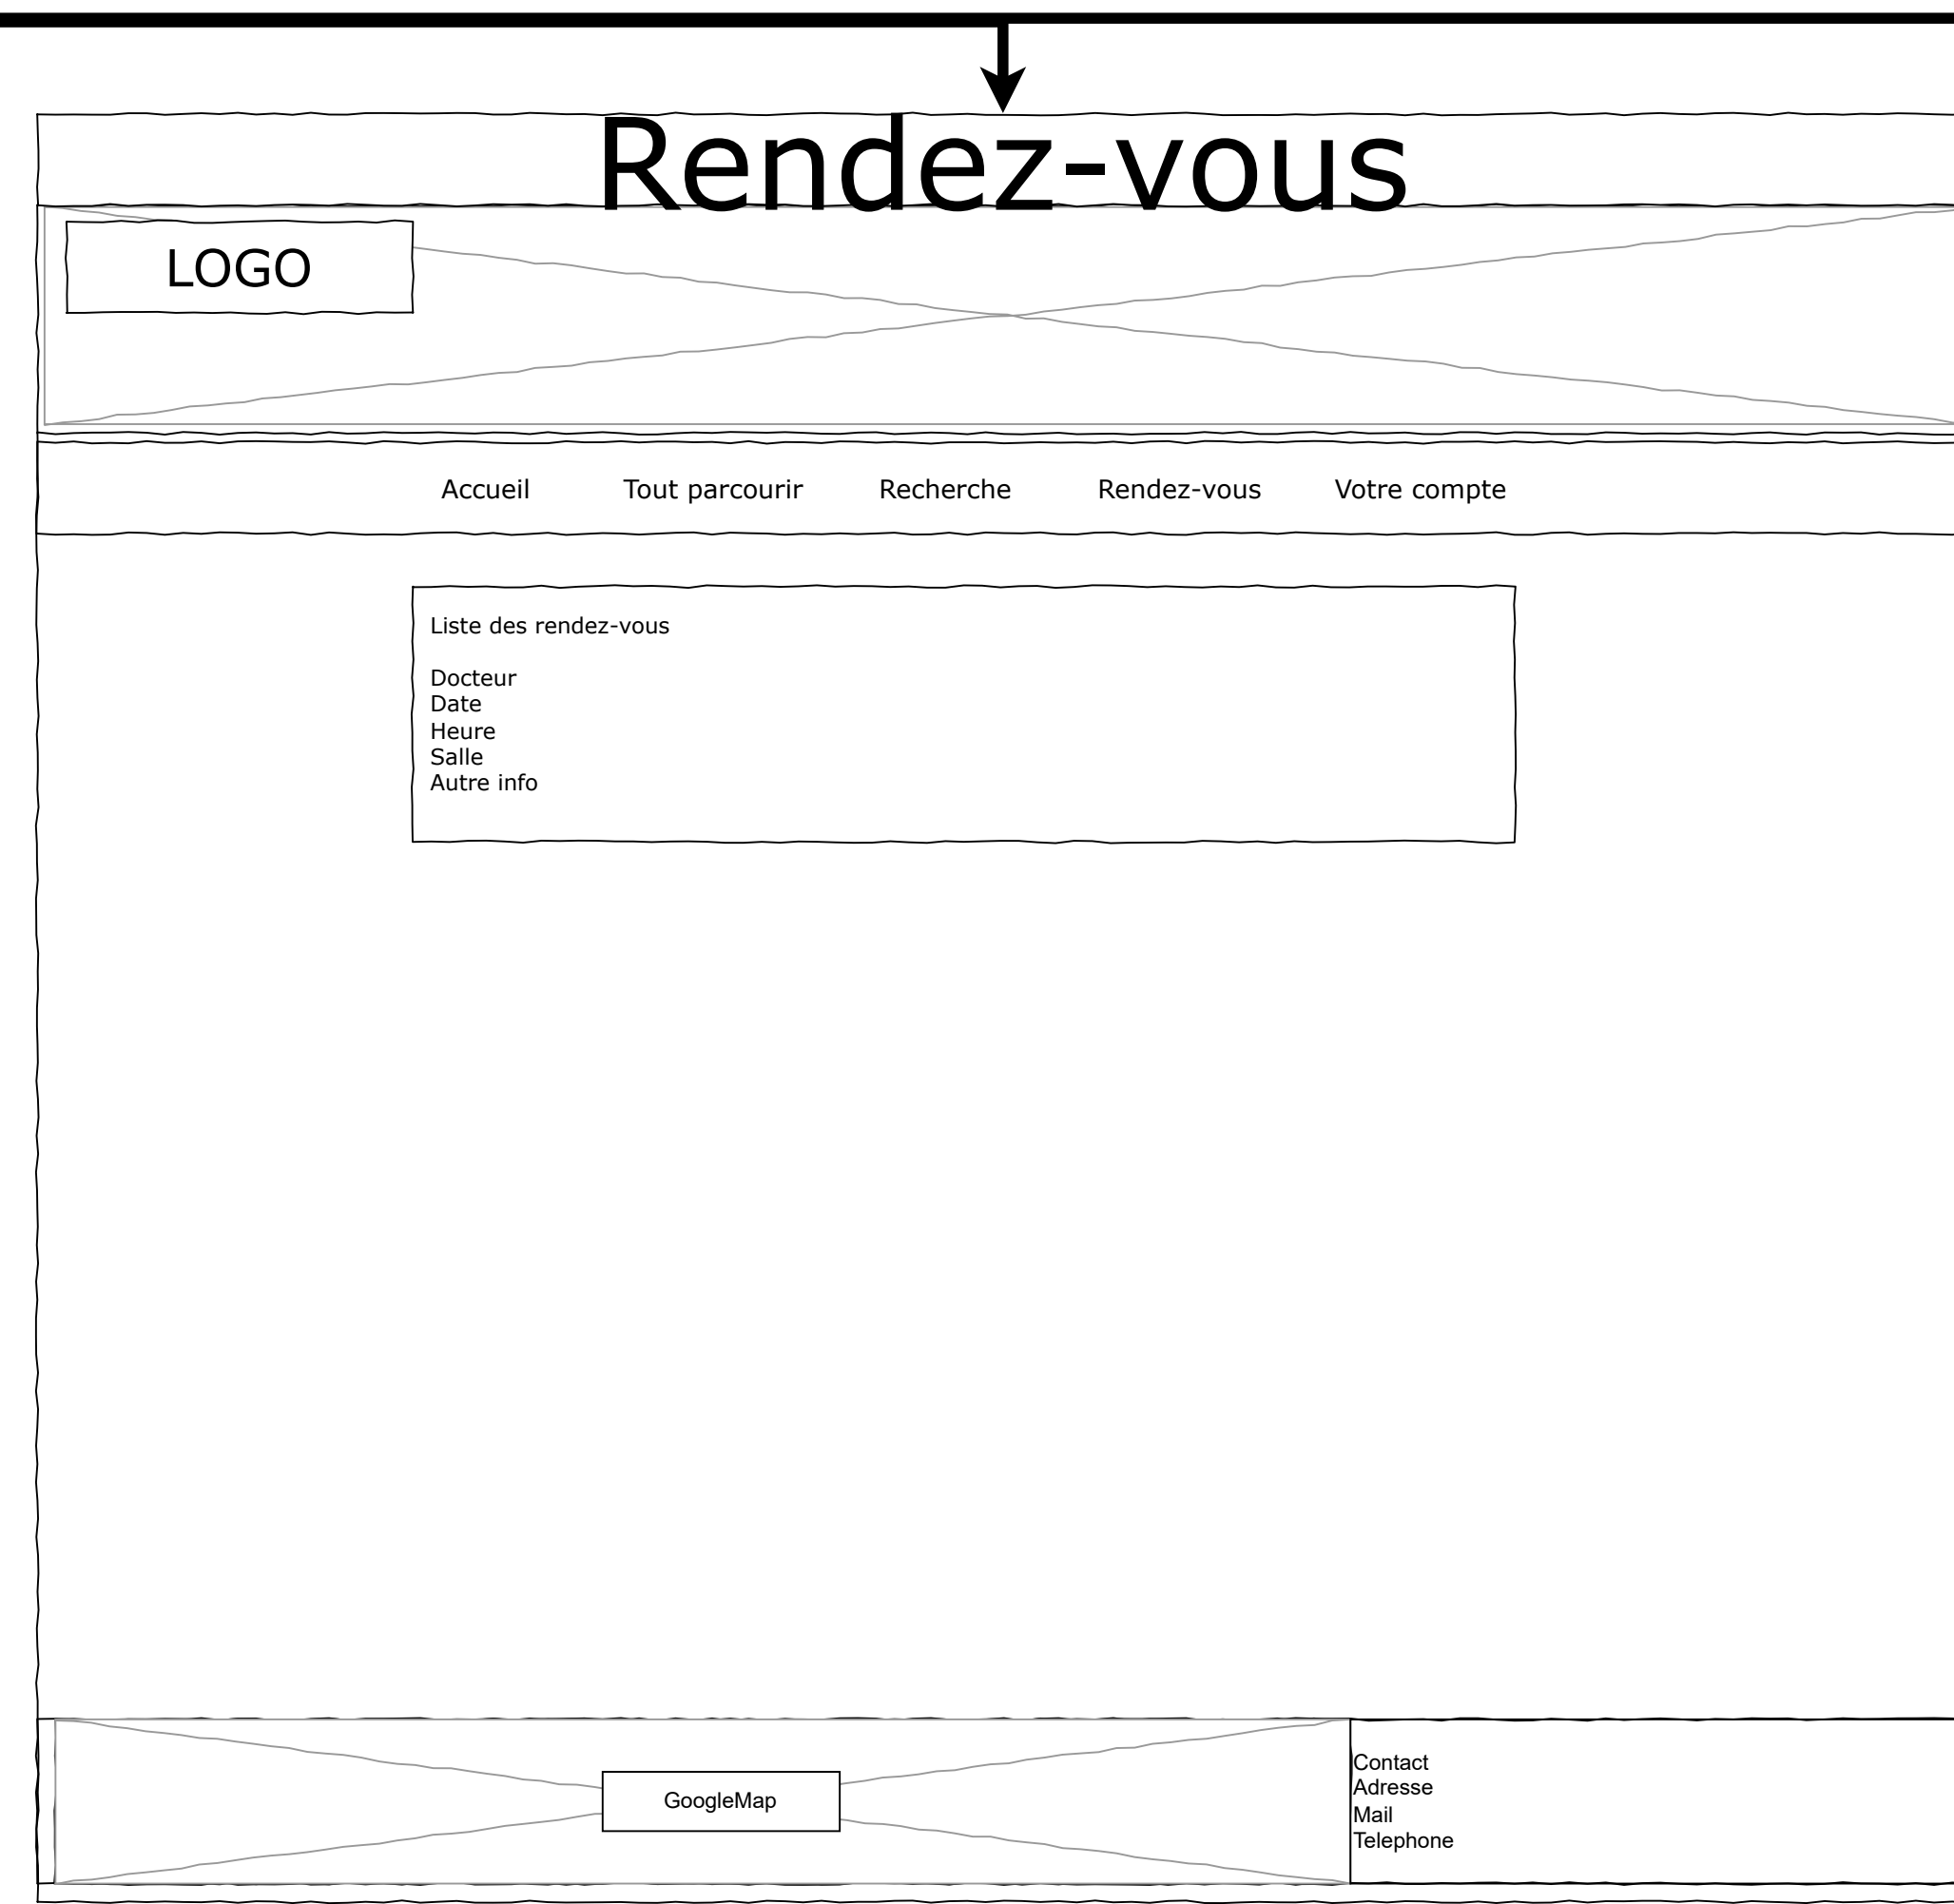 Rendez-vous
LOGO
Accueil Tout parcourir Recherche Rendez-vous Votre compte
Liste des rendez-vous
Docteur
Date
Heure
Salle
Autre info
GoogleMap
Contact
Adresse
Mail
Telephone